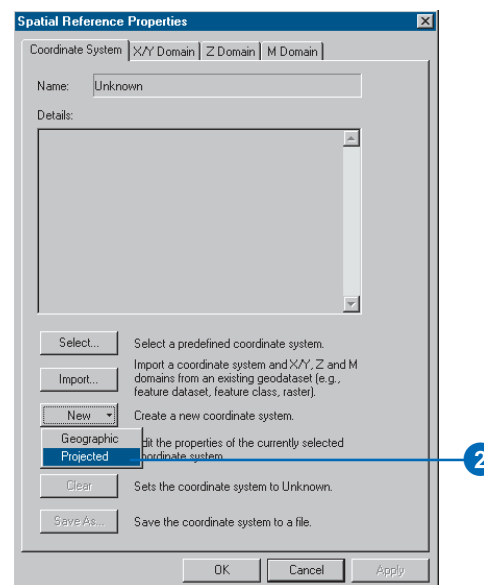 Spatial Reference Properties
Coordinate System X/Y Domain Z Domain M Domain
Name: Unknown
Details:
Select... Select a predefined coordinate system.
Import... Import a coordinate system and X/Y, Z and M
domains from an existing geodataset (e.g.,
feature dataset, feature class, raster).
New Create a new coordinate system.
Geographic dit the properties of the currently selected
Projected coordinate system.
2
Clear Sets the coordinate system to Unknown.
Save As... Save the coordinate system to a file.
OK Cancel Apply